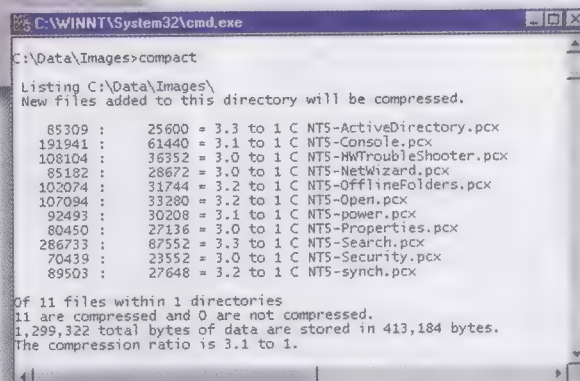 C:\WINNT\System32\cmd.exe
C:\Data\Images>compact
Listing C:\Data\Images\
New files added to this directory will be compressed.
85309 : 25600 = 3.3 to 1 C NT5-ActiveDirectory.pcx
191941 : 61440 = 3.1 to 1 C NT5-Console.pcx
108104 : 36352 = 3.0 to 1 C NT5-HWTroubleShooter.pcx
85182 : 28672 = 3.0 to 1 C NT5-NetWizard.pcx
102074 : 31744 = 3.2 to 1 C NT5-OfflineFolders.pcx
107094 : 33280 = 3.2 to 1 C NT5-Open.pcx
92493 : 30208 = 3.1 to 1 C NT5-power.pcx
80450 : 27136 = 3.0 to 1 C NT5-Properties.pcx
286733 : 87552 = 3.3 to 1 C NT5-Search.pcx
70439 : 23552 = 3.0 to 1 C NT5-Security.pcx
89503 : 27648 = 3.2 to 1 C NT5-synch.pcx
Of 11 files within 1 directories
11 are compressed and 0 are not compressed.
1,299,322 total bytes of data are stored in 413,184 bytes.
The compression ratio is 3.1 to 1.